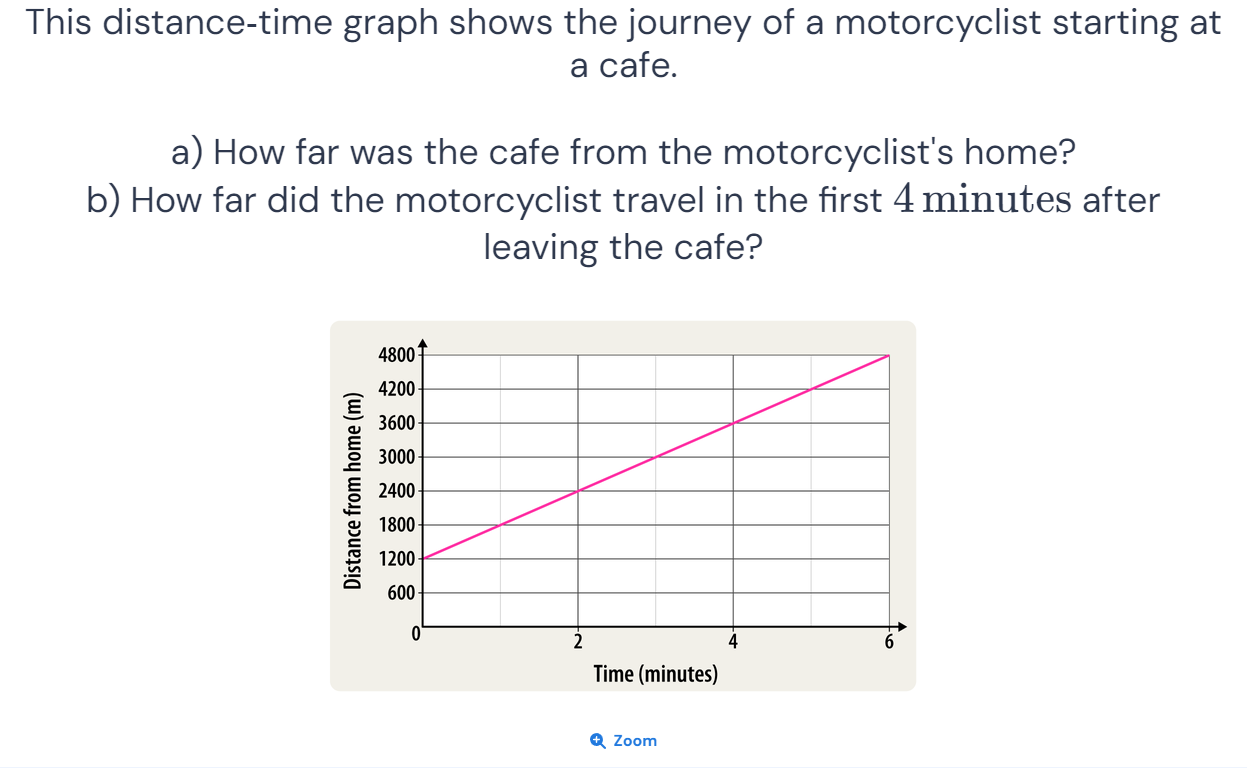 This distance-time graph shows the journey of a motorcyclist starting at
a cafe.
a) How far was the cafe from the motorcyclist's home?
b) How far did the motorcyclist travel in the first 4 minutes after
leaving the cafe?
4800
4200
3600
3000
2400
1800
1200
600
0
2
4
6
Distance from home (m)
Time (minutes)
Zoom